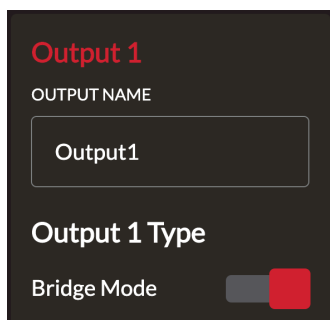 Output 1
OUTPUT NAME
Output1
Output 1 Type
Bridge Mode